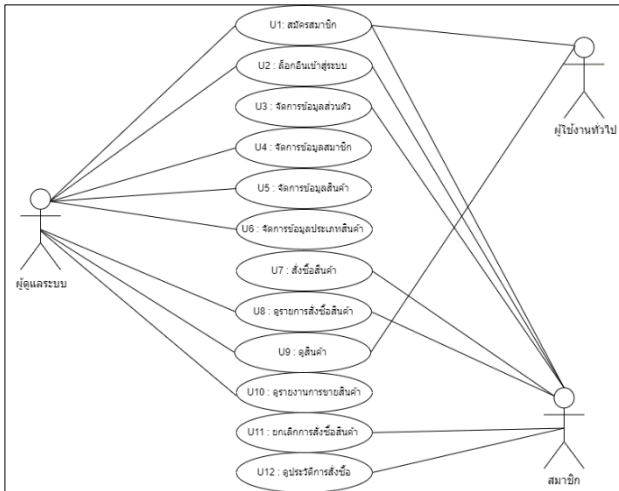 U1: สมัครสมาชิก
U2 : ล็อกอินเข้าสู่ระบบ
U3 : จัดการข้อมูลส่วนตัว
ผู้ใช้งานทั่วไป
U4 : จัดการข้อมูลสมาชิก
U5 : จัดการข้อมูลสินค้า
U6 : จัดการข้อมูลประเภทสินค้า
U7 : สั่งซื้อสินค้า
ผู้ดูแลระบบ
U8 : ดูรายการสั่งซื้อสินค้า
U9 : ดูสินค้า
U10 : ดูรายงานการขายสินค้า
U11 : ยกเลิกการสั่งซื้อสินค้า
U12 : ดูประวัติการสั่งซื้อ
สมาชิก